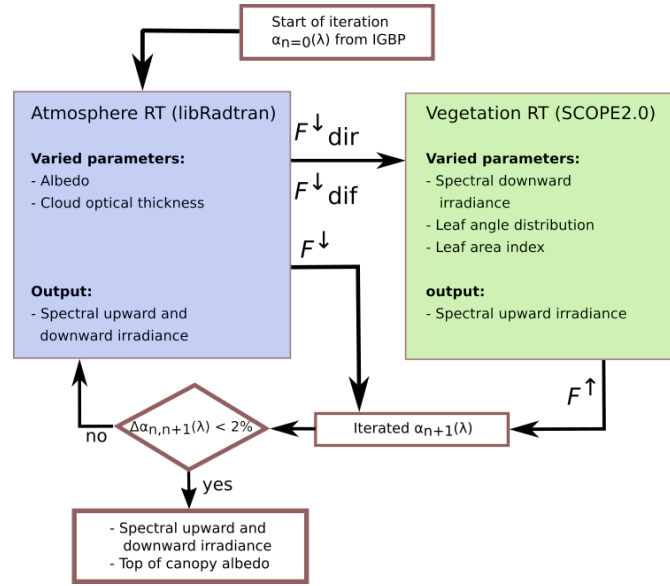 Start of iteration
αn=0(λ) from IGBP
Atmosphere RT (libRadtran)
Varied parameters:
- Albedo
- Cloud optical thickness
Output:
- Spectral upward and
downward irradiance
F↓dir
F↓dif
F↓
Vegetation RT (SCOPE2.0)
Varied parameters:
- Spectral downward
irradiance
- Leaf angle distribution
- Leaf area index
output:
- Spectral upward irradiance
F↑
Iterated αn+1(λ)
Δαn,n+1(λ) < 2%
no
yes
- Spectral upward and
downward irradiance
- Top of canopy albedo